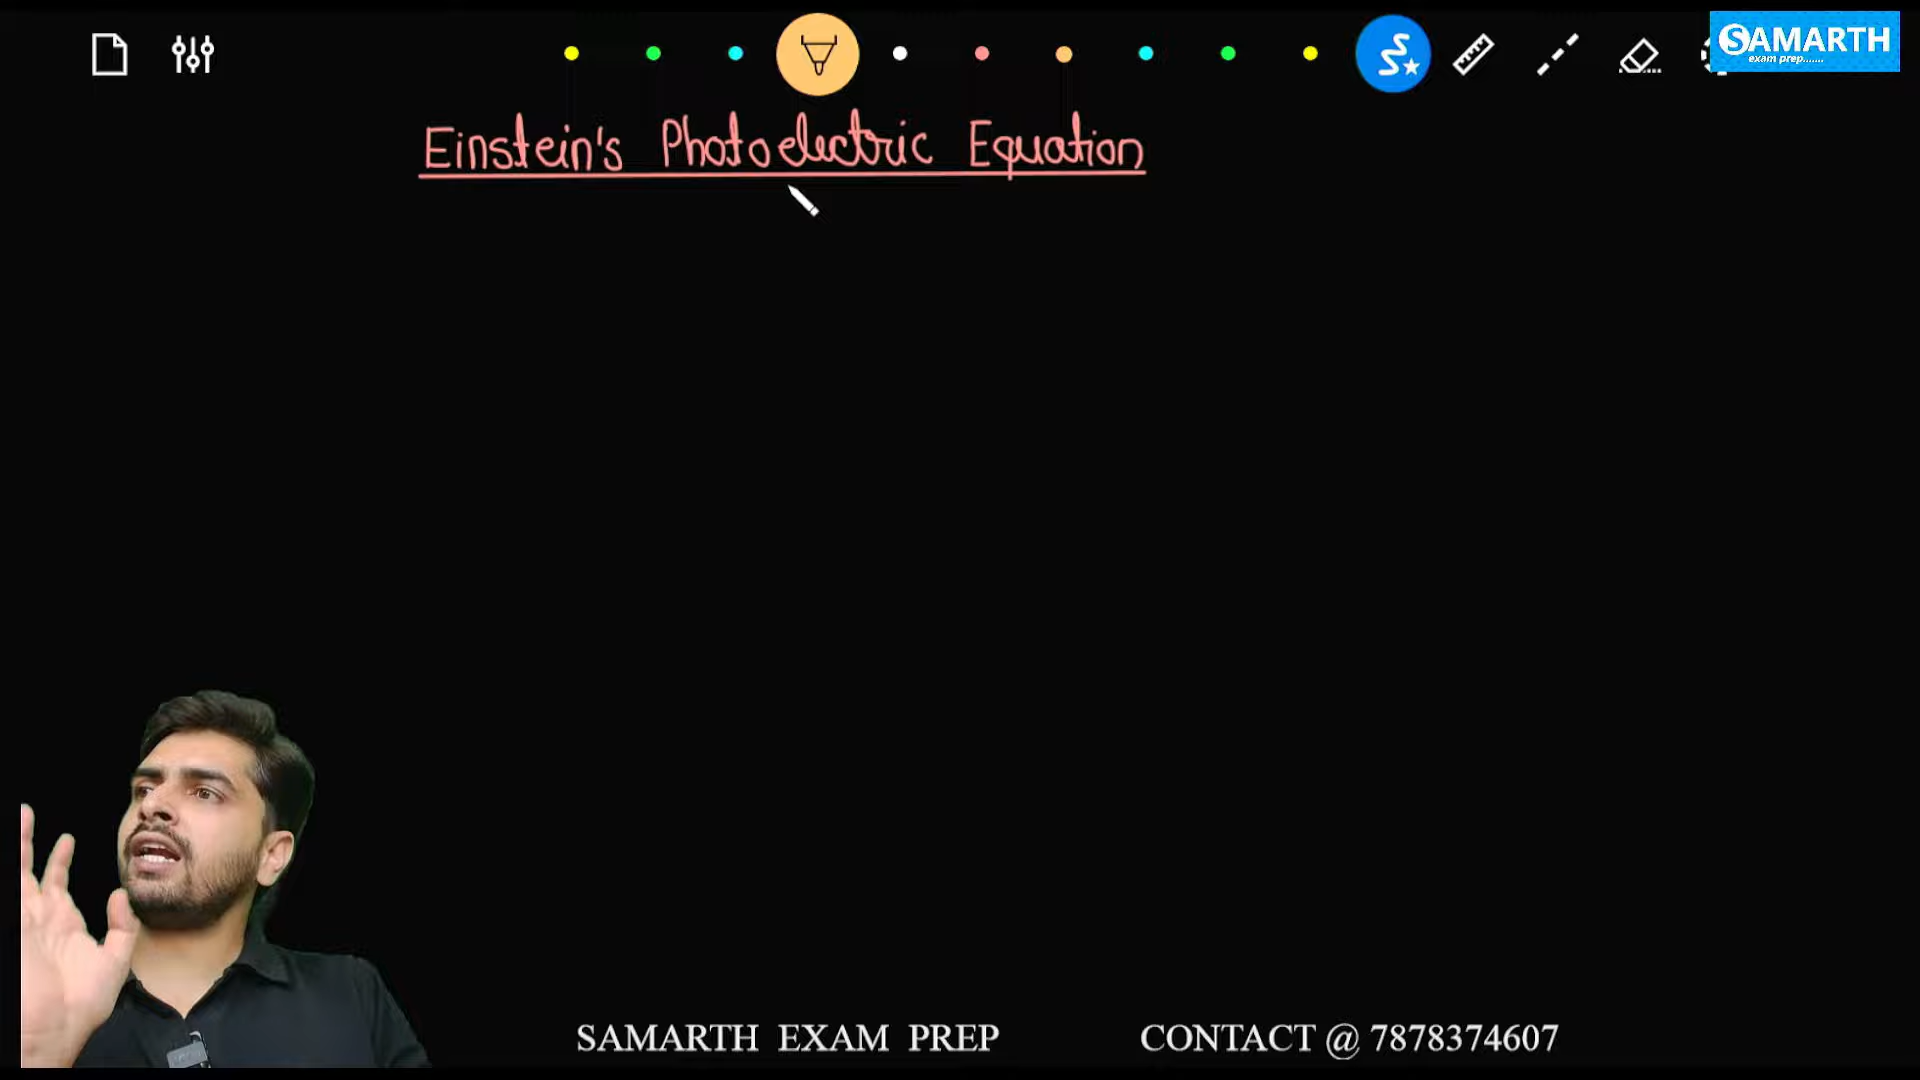 SAMARTH
exam prep.......
Einstein's Photoelectric Equation
SAMARTH EXAM PREP CONTACT @ 7878374607